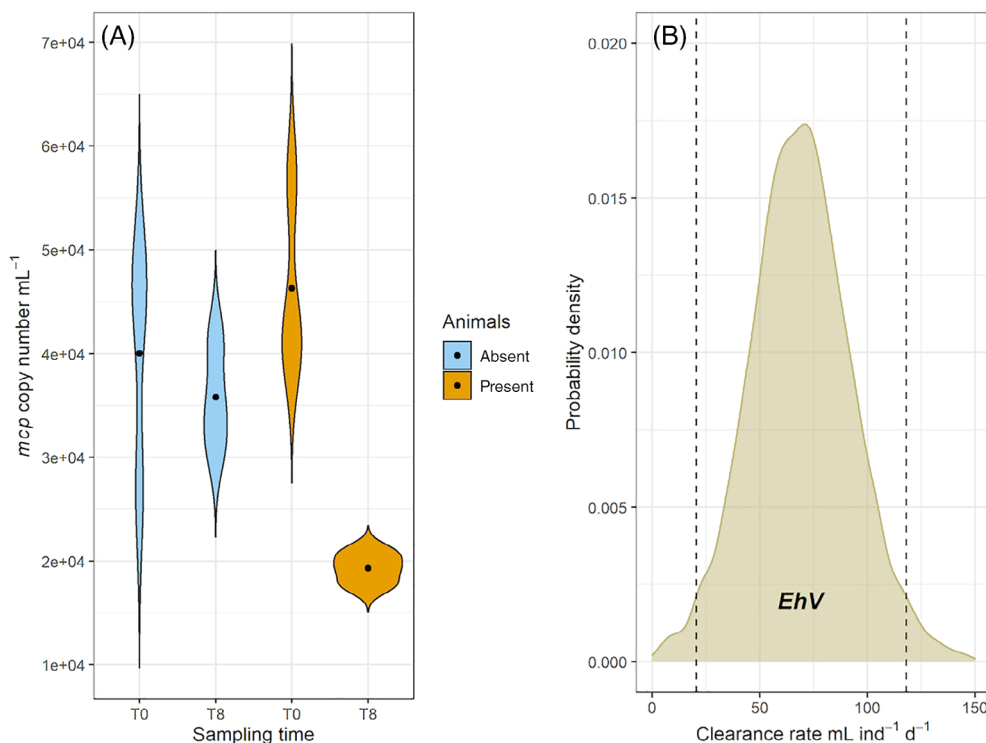 (A)
7e+04
6e+04
5e+04
4e+04
3e+04
2e+04
1e+04
mcp copy number mL⁻¹
T0 T8 T0 T8
Sampling time
Animals
Absent
Present
(B)
0.020
0.015
0.010
0.005
0.000
Probability density
EhV
0 50 100 150
Clearance rate mL ind⁻¹ d⁻¹